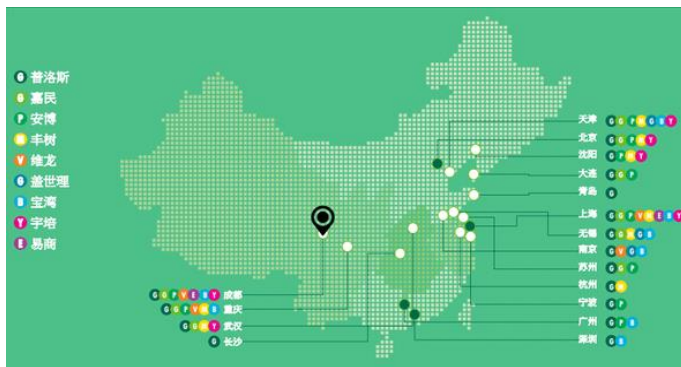 G 普洛斯
G 嘉民
P 安博
M 丰树
V 维龙
G 盖世理
B 宝湾
Y 宇培
E 易商
天津 G G P M G B Y
北京 G G P M Y
沈阳 G P M Y
大连 G G P
青岛 G
上海 G G P V M E B Y
无锡 G G M G B
南京 G V G B
苏州 G G P
杭州 G M
宁波 G P
广州 G P B
深圳 G B
G G P V E B Y 成都
G G P V M B 重庆
G G M Y 武汉
G 长沙